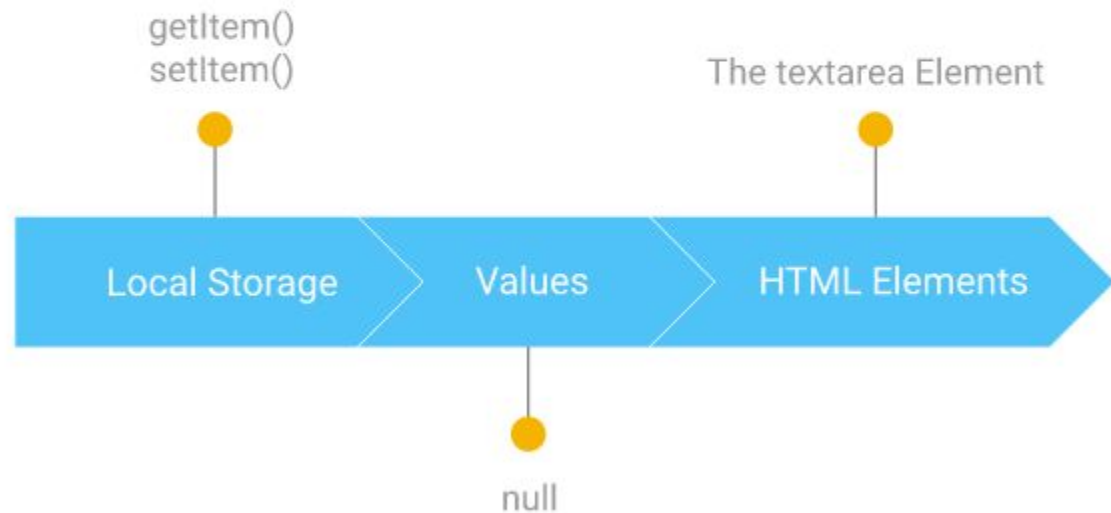 getItem()
setItem()
The textarea Element
Local Storage
Values
HTML Elements
null